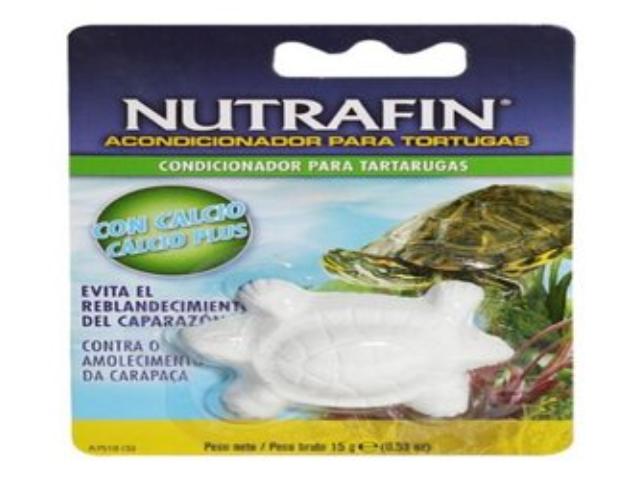 NUTRAFIN®
ACONDICIONADOR PARA TORTUGAS
CONDICIONADOR PARA TARTARUGAS
CON CALCIO
CÁLCIO PLUS
EVITA EL
REBLANDECIMIENT
DEL CAPARAZÓN
CONTRA O
AMOLECIMENTO
DA CARAPAÇA
Peso neto / Peso bruto 15 g e (0.53 oz)